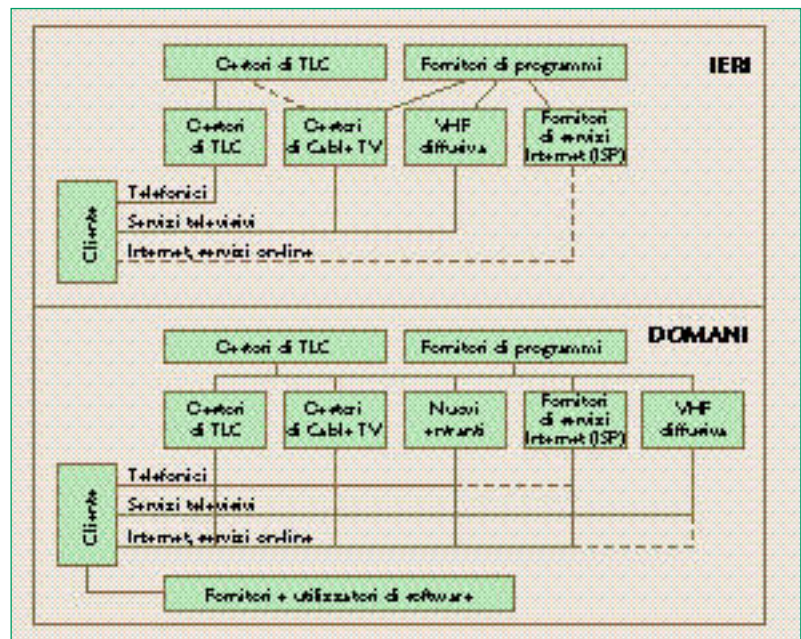 IERI
Gestori di TLC
Fornitori di programmi
Gestori
di TLC
Gestori
di Cable TV
VHF
diffusiva
Fornitori
di servizi
Internet (ISP)
Cliente
Telefonici
Servizi televisivi
Internet, servizi on-line
DOMANI
Gestori di TLC
Fornitori di programmi
Gestori
di TLC
Gestori
di Cable TV
Nuovi
entranti
Fornitori
di servizi
Internet (ISP)
VHF
diffusiva
Cliente
Telefonici
Servizi televisivi
Internet, servizi on-line
Fornitori e utilizzatori di software